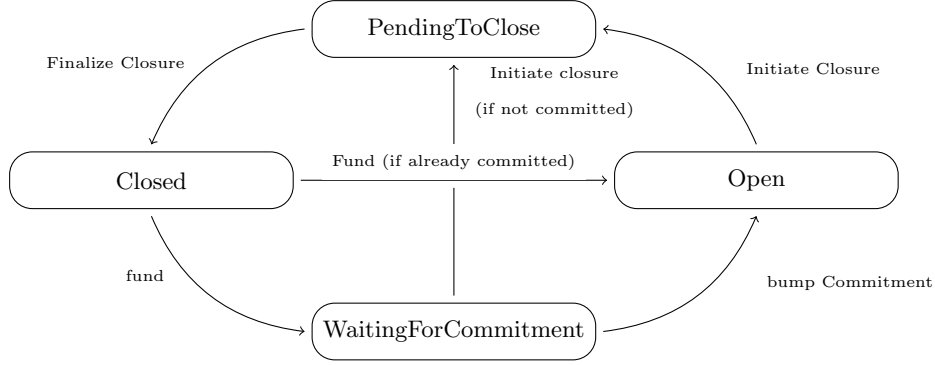 PendingToClose
Finalize Closure
Initiate closure
(if not committed)
Initiate Closure
Fund (if already committed)
Closed
Open
fund
bump Commitment
WaitingForCommitment